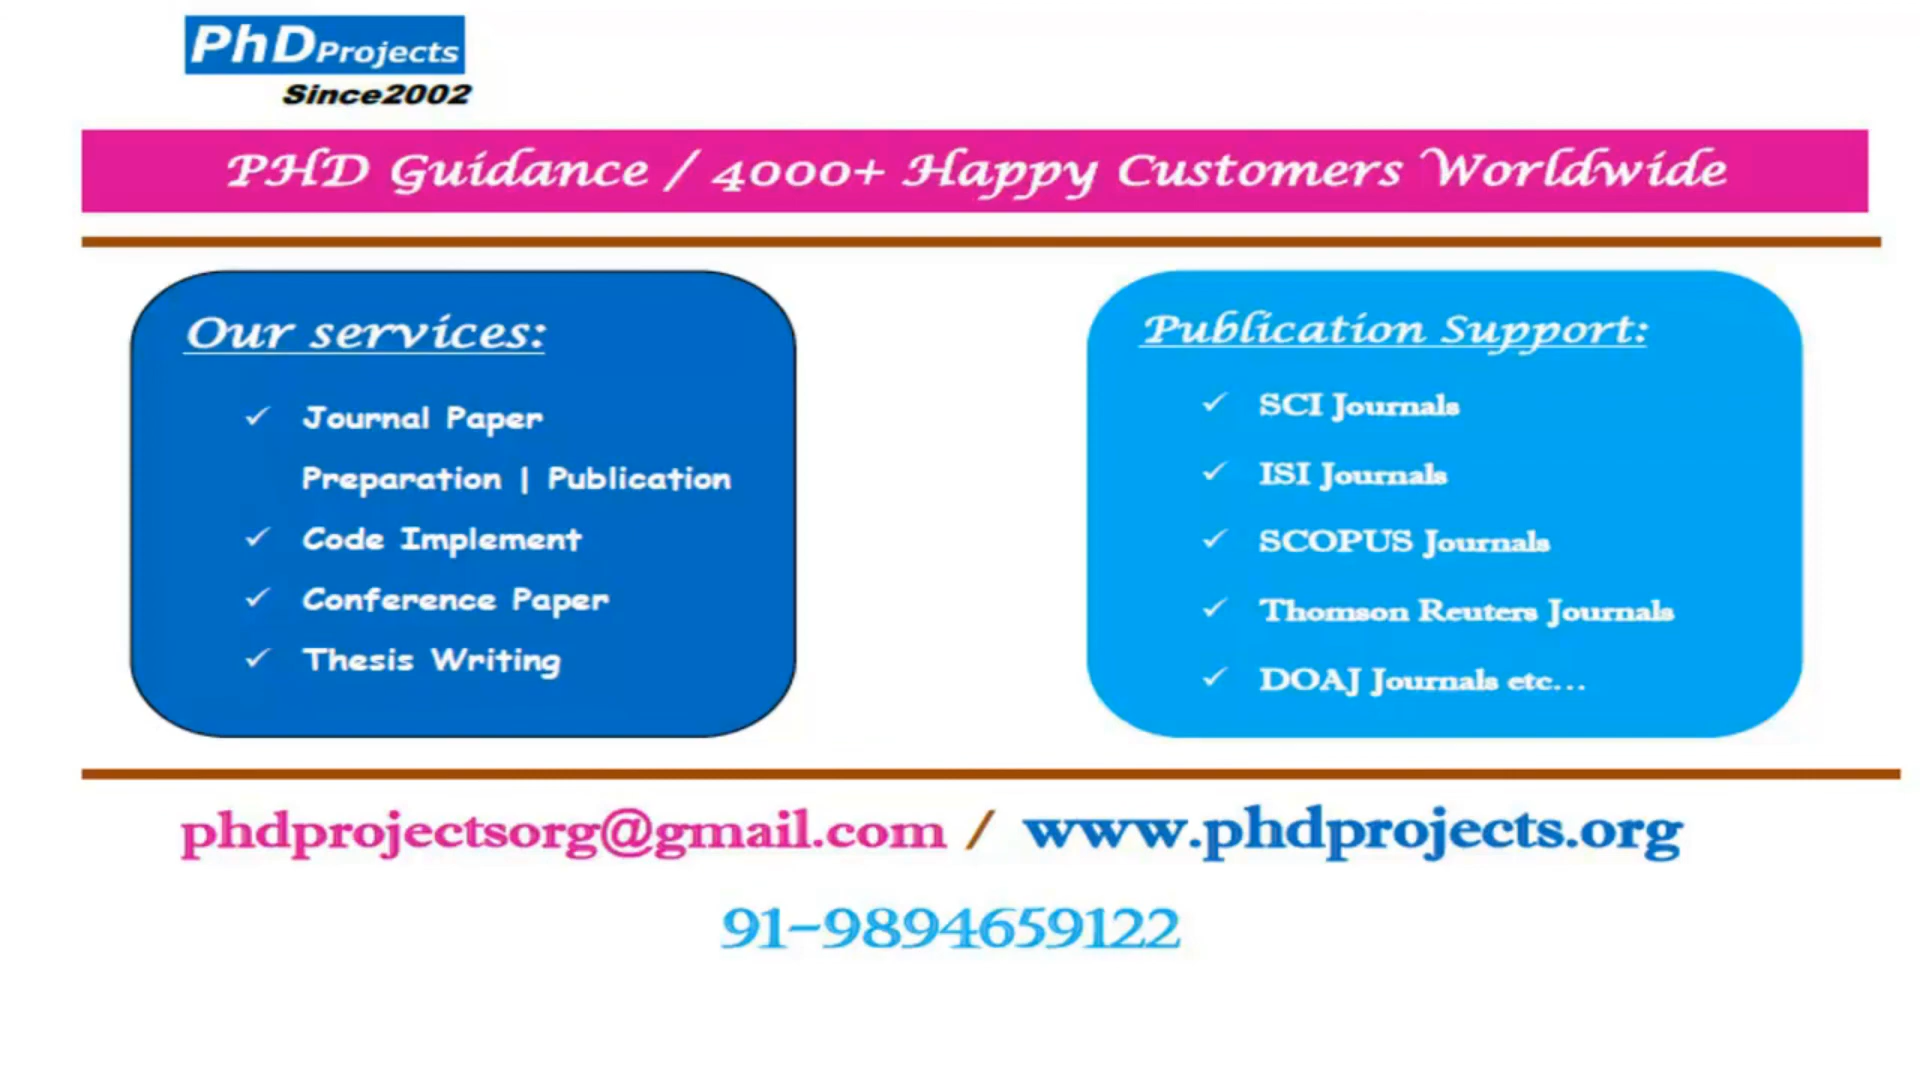 PhDProjects
Since2002
PHD Guidance / 4000+ Happy Customers Worldwide
Our services:
✓ Journal Paper
Preparation | Publication
✓ Code Implement
✓ Conference Paper
✓ Thesis Writing
Publication Support:
✓ SCI Journals
✓ ISI Journals
✓ SCOPUS Journals
✓ Thomson Reuters Journals
✓ DOAJ Journals etc...
phdprojectsorg@gmail.com / www.phdprojects.org
91-9894659122